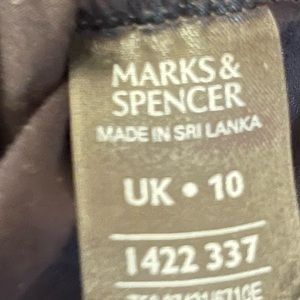 MARKS &
SPENCER
MADE IN SRI LANKA
UK • 10
1422 337